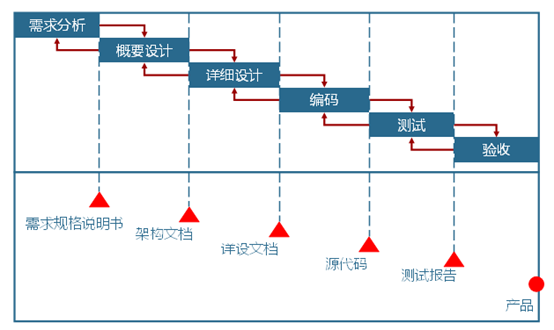 需求分析
概要设计
详细设计
编码
测试
验收
需求规格说明书
架构文档
详设文档
源代码
测试报告
产品